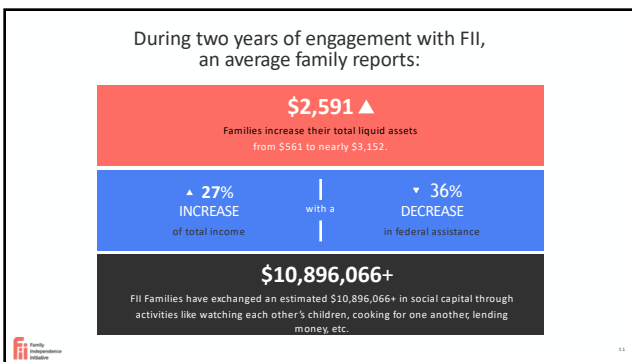 During two years of engagement with FII,
an average family reports:
$2,591 ▲
Families increase their total liquid assets
from $561 to nearly $3,152.
▲ 27%
INCREASE
of total income
with a
▼ 36%
DECREASE
in federal assistance
$10,896,066+
FII Families have exchanged an estimated $10,896,066+ in social capital through
activities like watching each other's children, cooking for one another, lending
money, etc.
Fii Family
Independence
Initiative
11